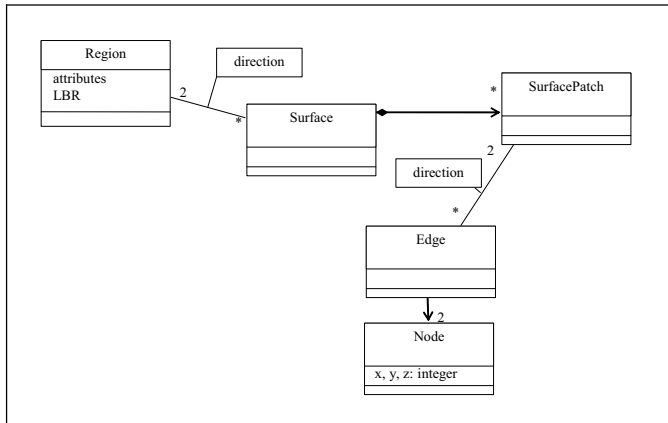 Region
attributes
LBR
2
direction
*
Surface
*
SurfacePatch
2
direction
*
Edge
2
Node
x, y, z: integer